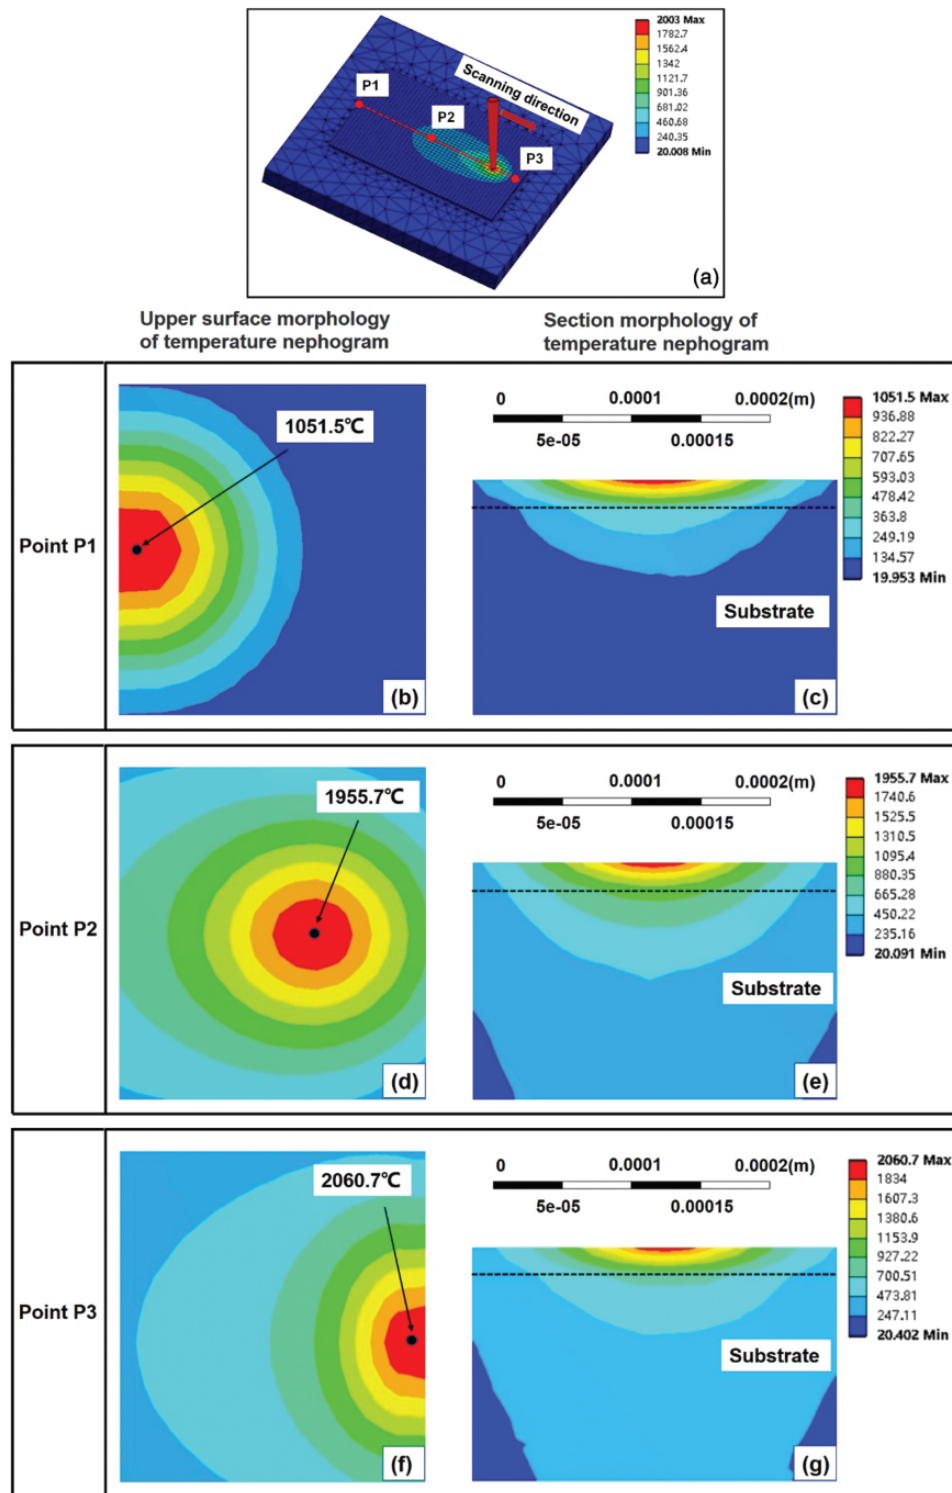 2003 Max
1782.7
1562.4
1342
1121.7
901.36
681.02
460.68
240.35
20.008 Min
Scanning direction
P1
P2
P3
(a)
Upper surface morphology
of temperature nephogram
Section morphology of
temperature nephogram
Point P1
1051.5℃
(b)
0 0.0001 0.0002(m)
5e-05 0.00015
Substrate
(c)
1051.5 Max
936.88
822.27
707.65
593.03
478.42
363.8
249.19
134.57
19.953 Min
Point P2
1955.7℃
(d)
0 0.0001 0.0002(m)
5e-05 0.00015
Substrate
(e)
1955.7 Max
1740.6
1525.5
1310.5
1095.4
880.35
665.28
450.22
235.16
20.091 Min
Point P3
2060.7℃
(f)
0 0.0001 0.0002(m)
5e-05 0.00015
Substrate
(g)
2060.7 Max
1834
1607.3
1380.6
1153.9
927.22
700.51
473.81
247.11
20.402 Min